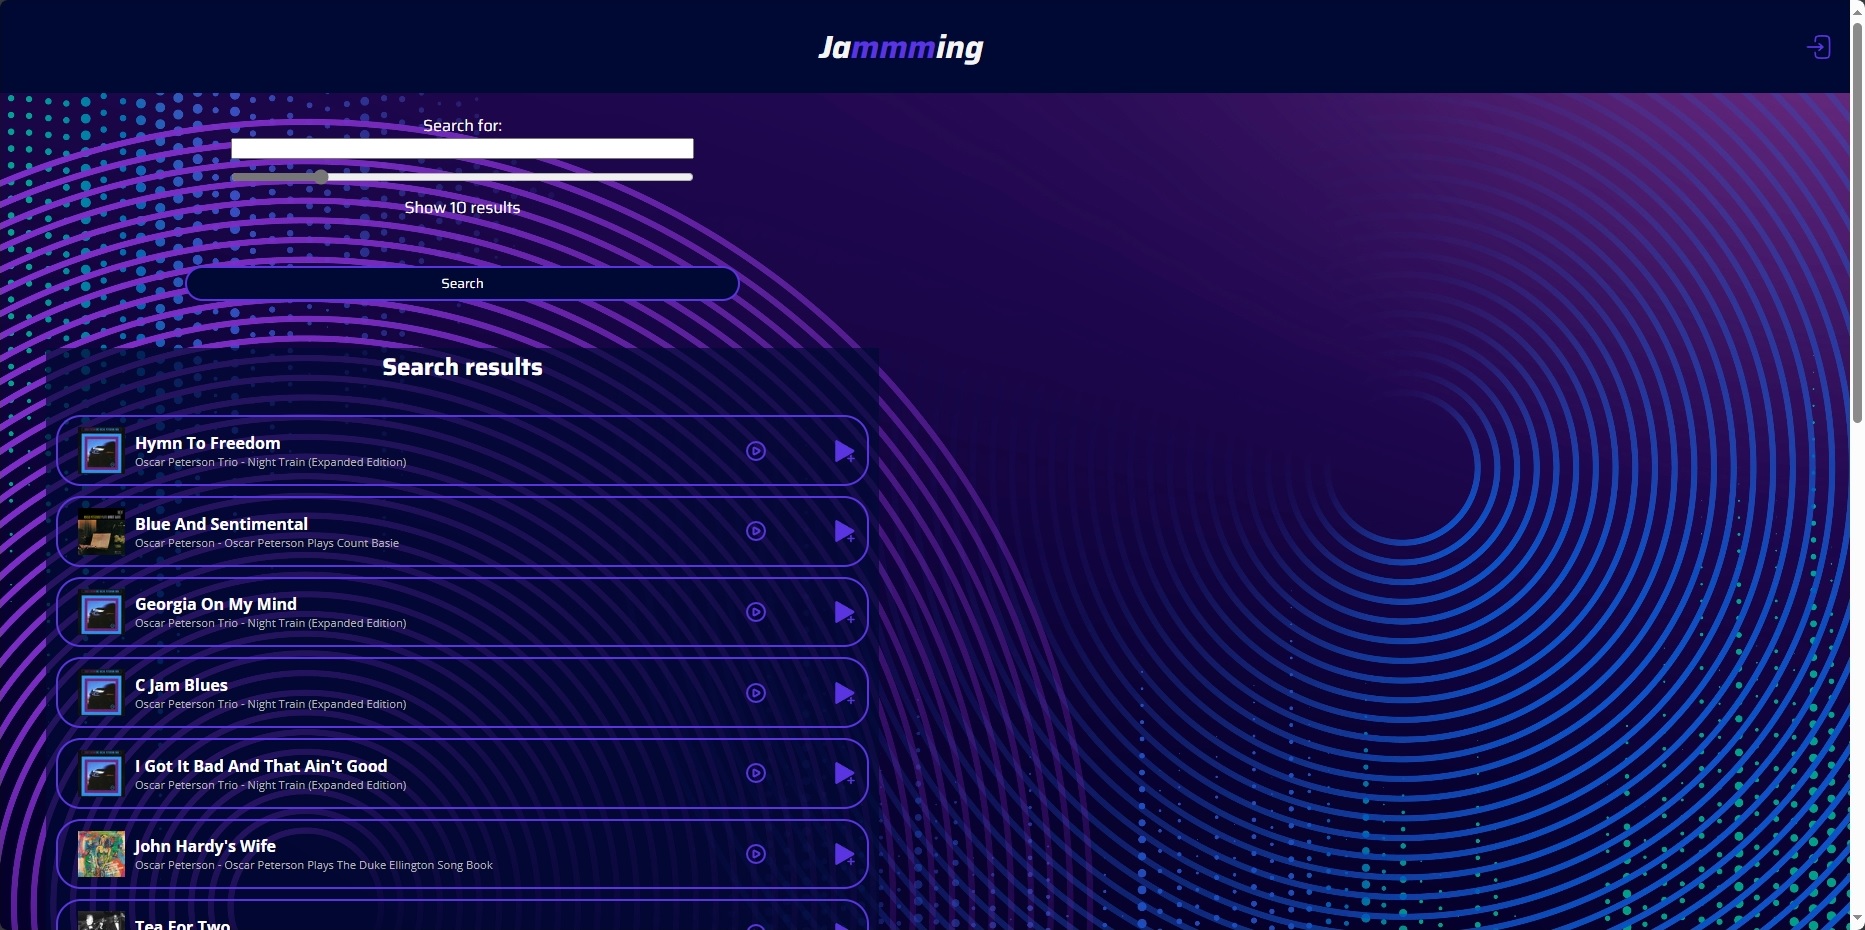 Jammming
Search for:
Show 10 results
Search
Search results
Hymn To Freedom
Oscar Peterson Trio - Night Train (Expanded Edition)
Blue And Sentimental
Oscar Peterson - Oscar Peterson Plays Count Basie
Georgia On My Mind
Oscar Peterson Trio - Night Train (Expanded Edition)
C Jam Blues
Oscar Peterson Trio - Night Train (Expanded Edition)
I Got It Bad And That Ain't Good
Oscar Peterson Trio - Night Train (Expanded Edition)
John Hardy's Wife
Oscar Peterson - Oscar Peterson Plays The Duke Ellington Song Book
Tea For Two